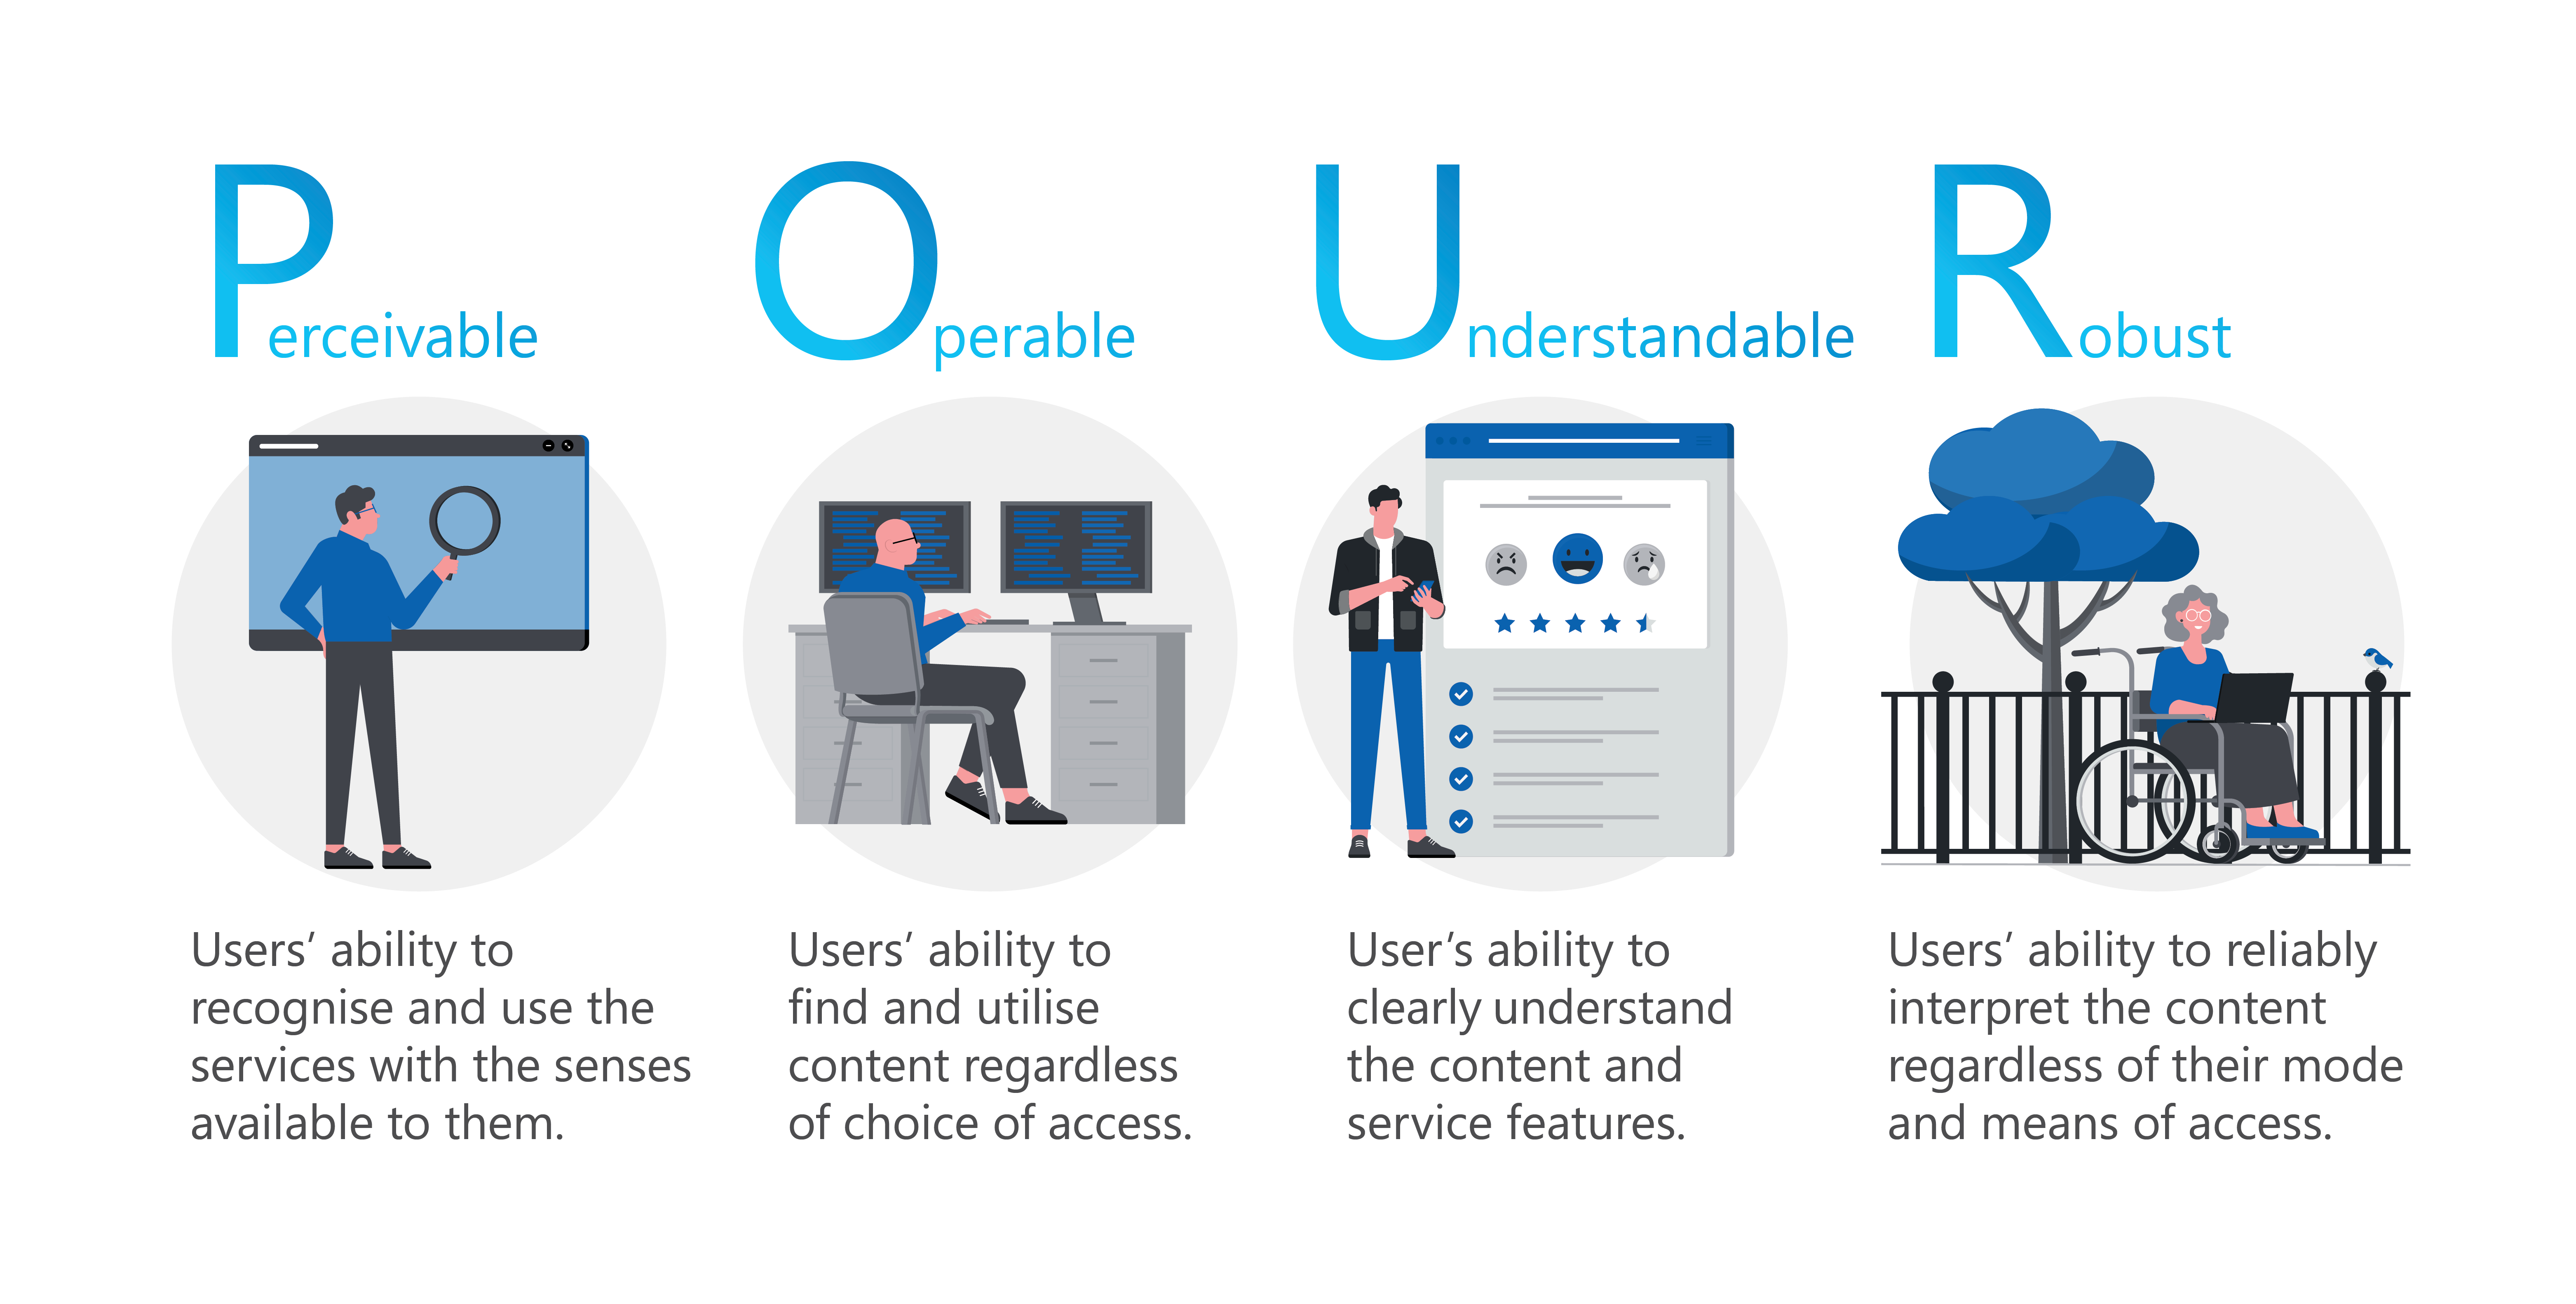 Perceivable
Operable
Understandable
Robust
Users’ ability to
recognise and use the
services with the senses
available to them.
Users’ ability to
find and utilise
content regardless
of choice of access.
User’s ability to
clearly understand
the content and
service features.
Users’ ability to reliably
interpret the content
regardless of their mode
and means of access.